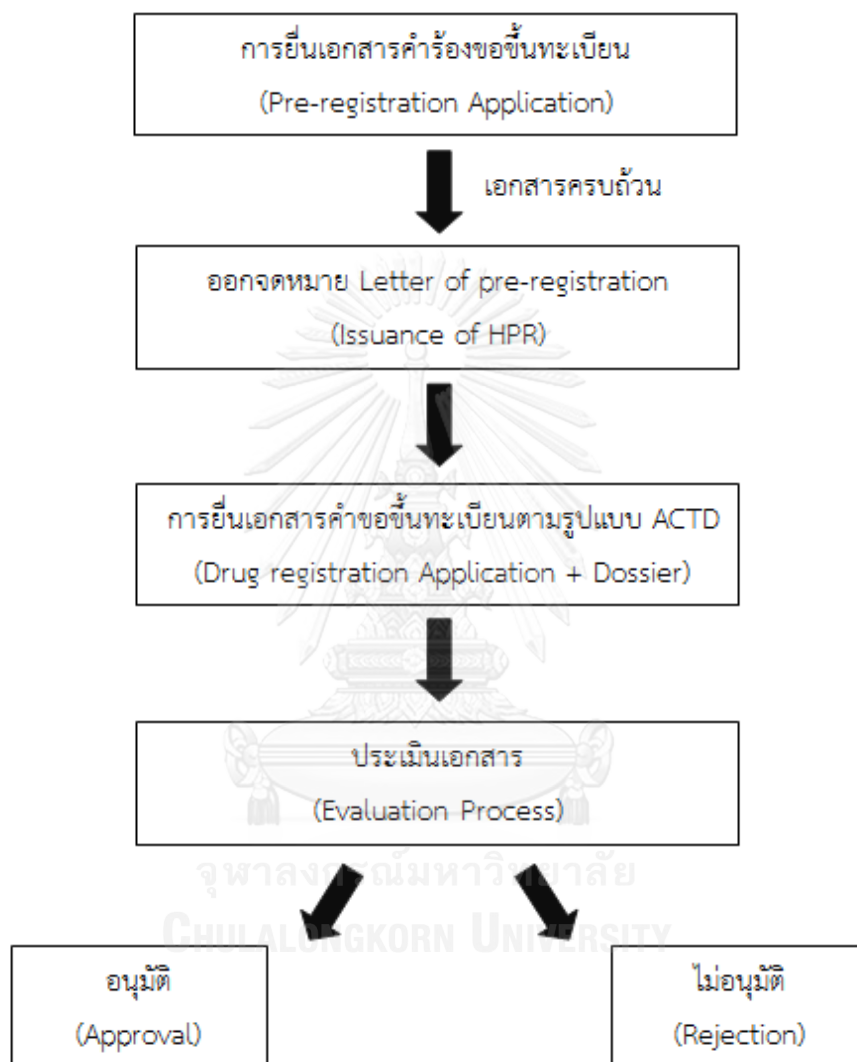 การยื่นเอกสารคำร้องขอขึ้นทะเบียน
(Pre-registration Application)
เอกสารครบถ้วน
ออกจดหมาย Letter of pre-registration
(Issuance of HPR)
การยื่นเอกสารคำขอขึ้นทะเบียนตามรูปแบบ ACTD
(Drug registration Application + Dossier)
ประเมินเอกสาร
(Evaluation Process)
จุฬาลงกรณ์มหาวิทยาลัย
CHULALONGKORN UNIVERSITY
อนุมัติ
(Approval)
ไม่อนุมัติ
(Rejection)